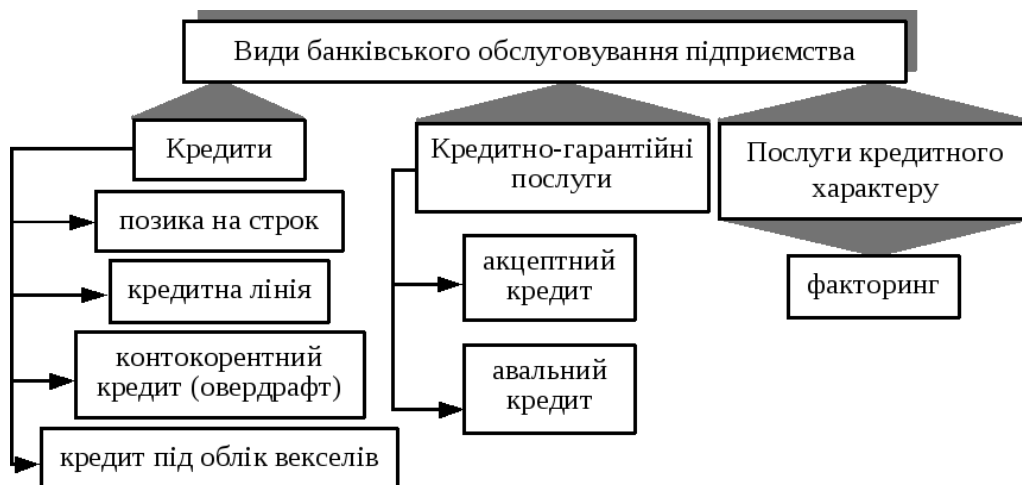 Види банківського обслуговування підприємства
Кредити
позика на строк
кредитна лінія
контокорентний
кредит (овердрафт)
кредит під облік векселів
Кредитно-гарантійні
послуги
акцептний
кредит
авальний
кредит
Послуги кредитного
характеру
факторинг